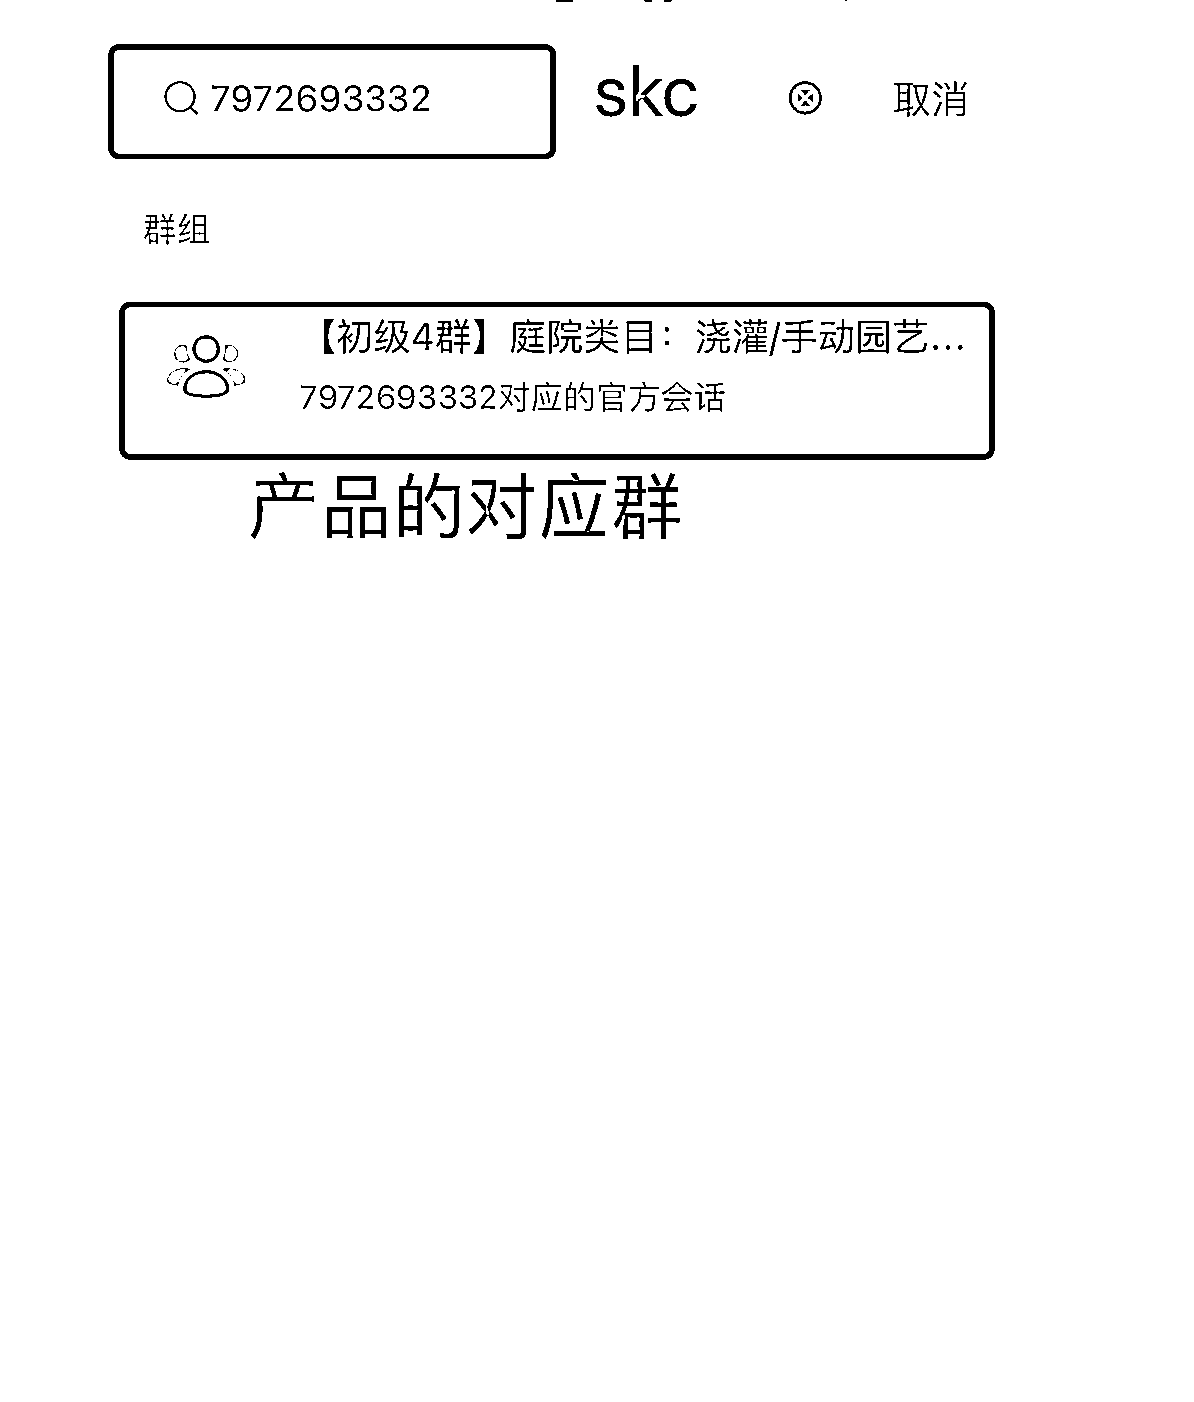 7972693332 skc 取消
群组
【初级4群】庭院类目：浇灌/手动园艺...
7972693332对应的官方会话
产品的对应群